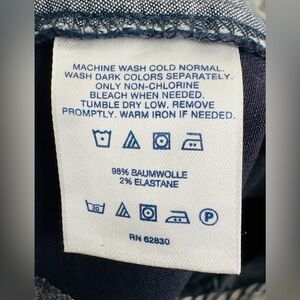 MACHINE WASH COLD NORMAL.
WASH DARK COLORS SEPARATELY.
ONLY NON-CHLORINE
BLEACH WHEN NEEDED.
TUMBLE DRY LOW. REMOVE
PROMPTLY. WARM IRON IF NEEDED.
98% BAUMWOLLE
2% ELASTANE
30 P
RN 62830